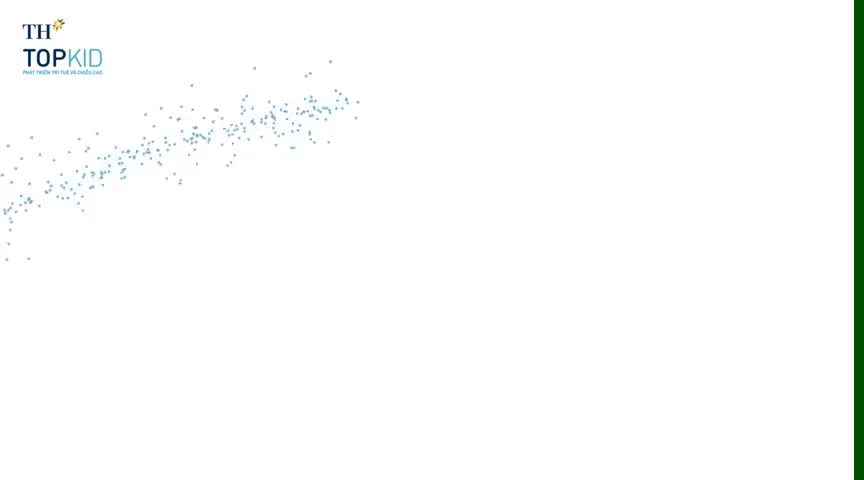 TH
TOPKID
PHÁT TRIỂN TRÍ TUỆ VÀ CHIỀU CAO